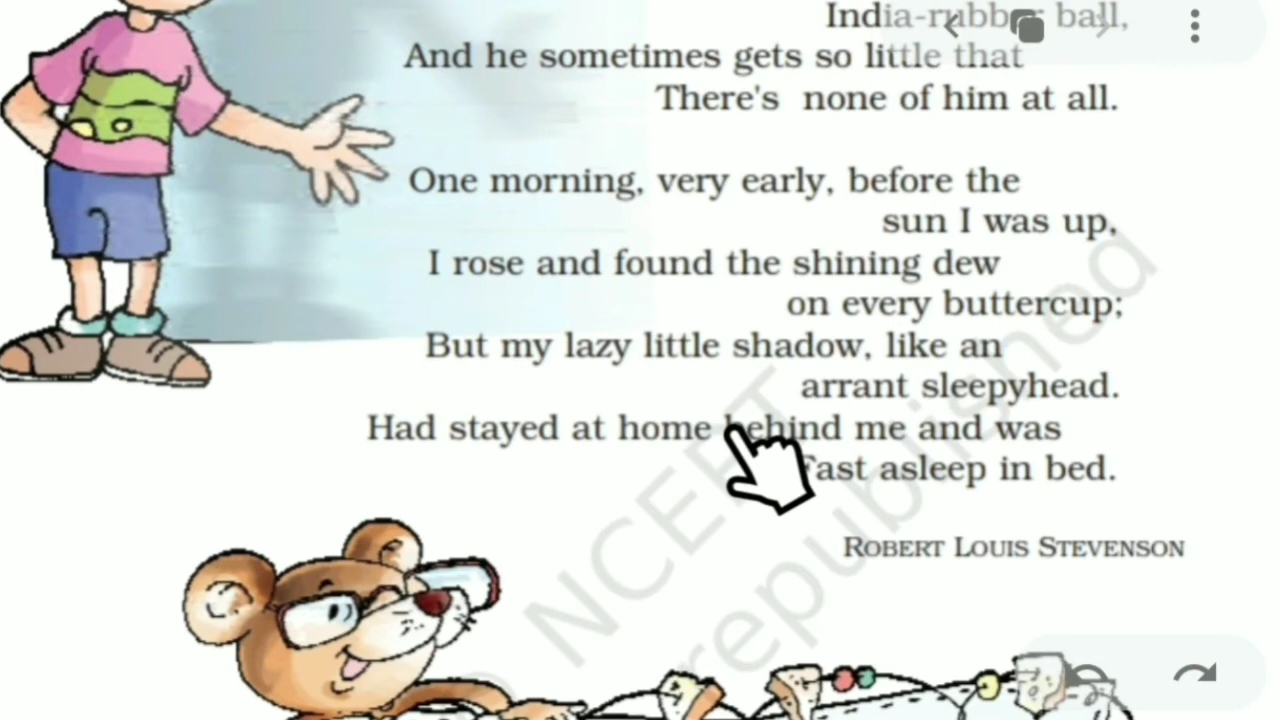 India-rubber ball,
And he sometimes gets so little that
There's none of him at all.
One morning, very early, before the
sun I was up,
I rose and found the shining dew
on every buttercup;
But my lazy little shadow, like an
arrant sleepyhead.
Had stayed at home behind me and was
fast asleep in bed.
ROBERT LOUIS STEVENSON
NCERT
republished